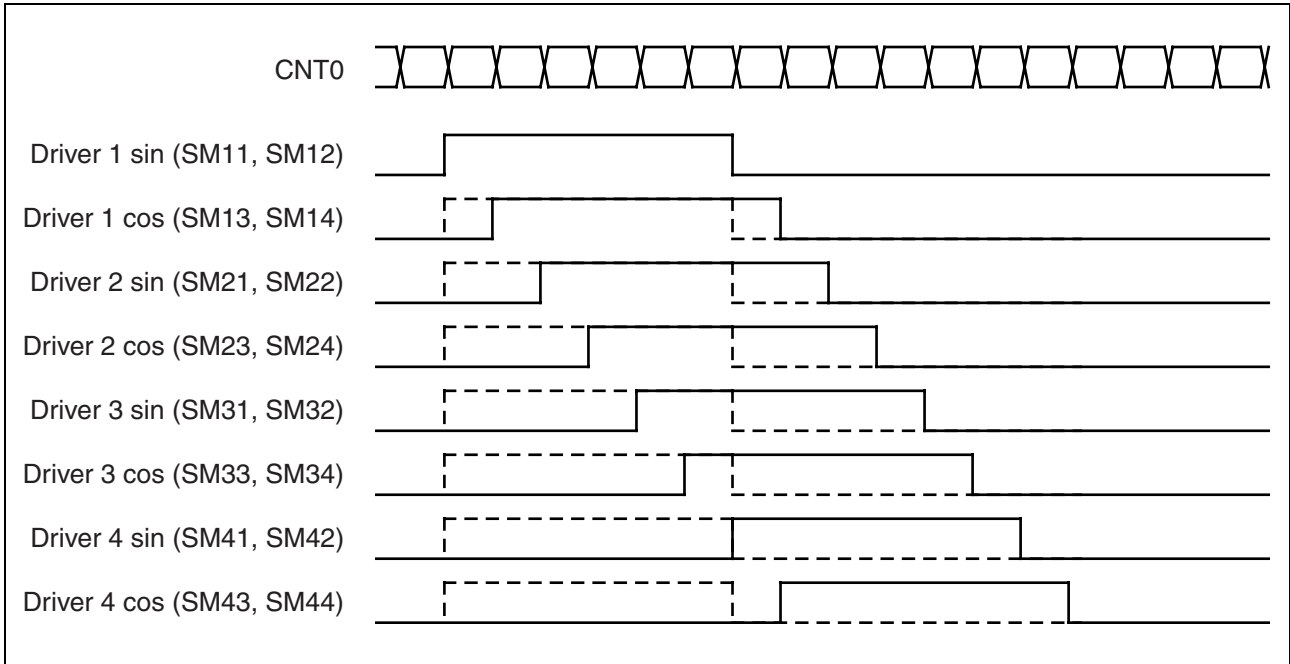 CNT0
Driver 1 sin (SM11, SM12)
Driver 1 cos (SM13, SM14)
Driver 2 sin (SM21, SM22)
Driver 2 cos (SM23, SM24)
Driver 3 sin (SM31, SM32)
Driver 3 cos (SM33, SM34)
Driver 4 sin (SM41, SM42)
Driver 4 cos (SM43, SM44)